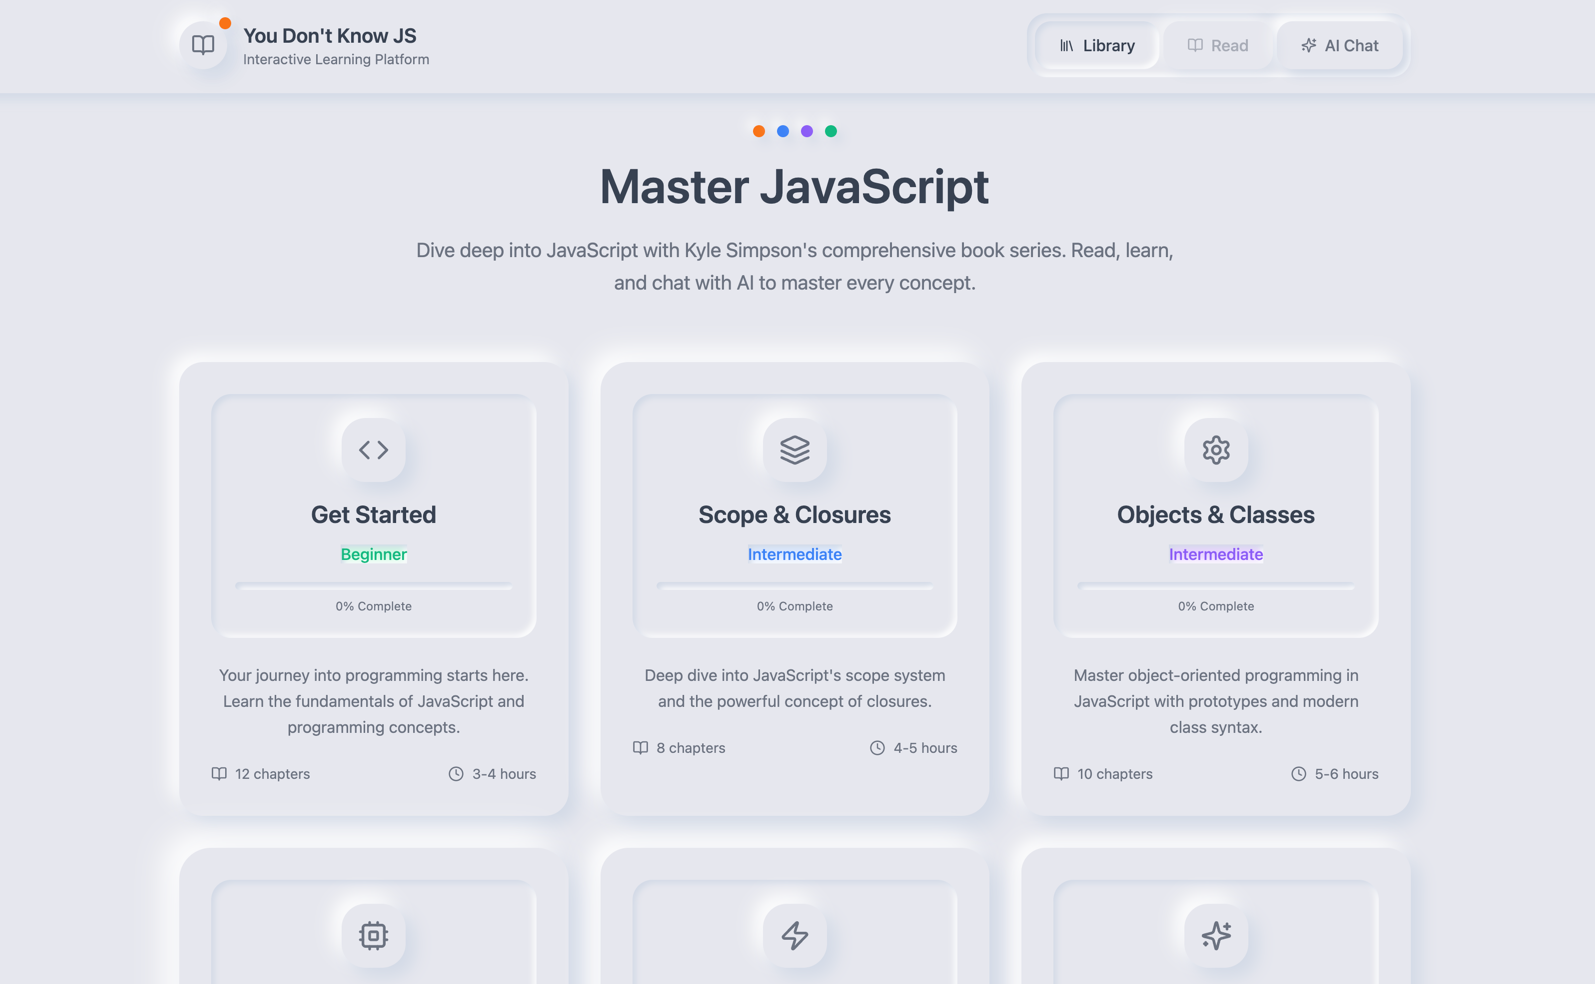 You Don't Know JS
Interactive Learning Platform
Library
Read
AI Chat
Master JavaScript
Dive deep into JavaScript with Kyle Simpson's comprehensive book series. Read, learn,
and chat with AI to master every concept.
Get Started
Beginner
0% Complete
Your journey into programming starts here.
Learn the fundamentals of JavaScript and
programming concepts.
12 chapters
3-4 hours
Scope & Closures
Intermediate
0% Complete
Deep dive into JavaScript's scope system
and the powerful concept of closures.
8 chapters
4-5 hours
Objects & Classes
Intermediate
0% Complete
Master object-oriented programming in
JavaScript with prototypes and modern
class syntax.
10 chapters
5-6 hours